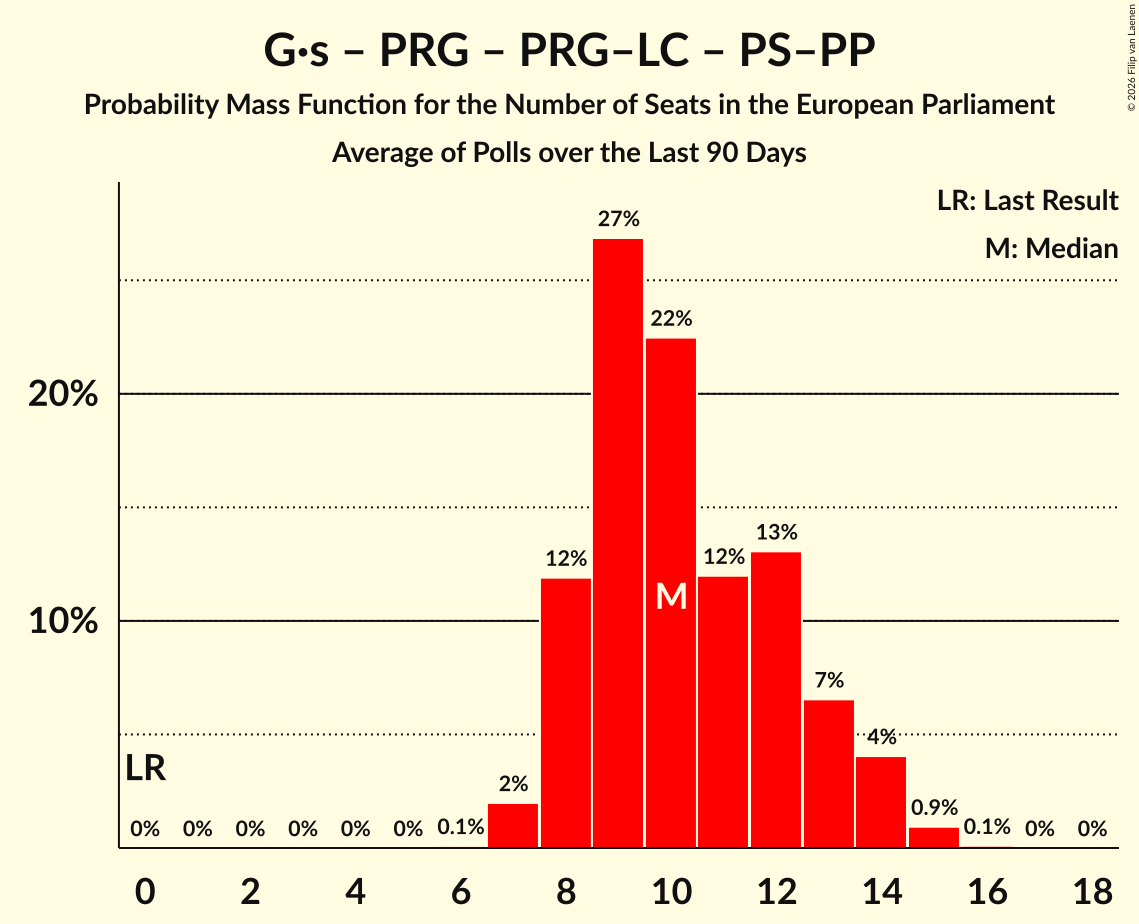 G·s – PRG – PRG–LC – PS–PP
Probability Mass Function for the Number of Seats in the European Parliament
Average of Polls over the Last 90 Days
© 2026 Filip van Laenen
LR: Last Result
M: Median
27%
22%
20%
13%
12%
12%
M
10%
7%
4%
LR
2%
0.9%
0% 0% 0% 0% 0% 0% 0.1% 0.1% 0% 0%
0 2 4 6 8 10 12 14 16 18